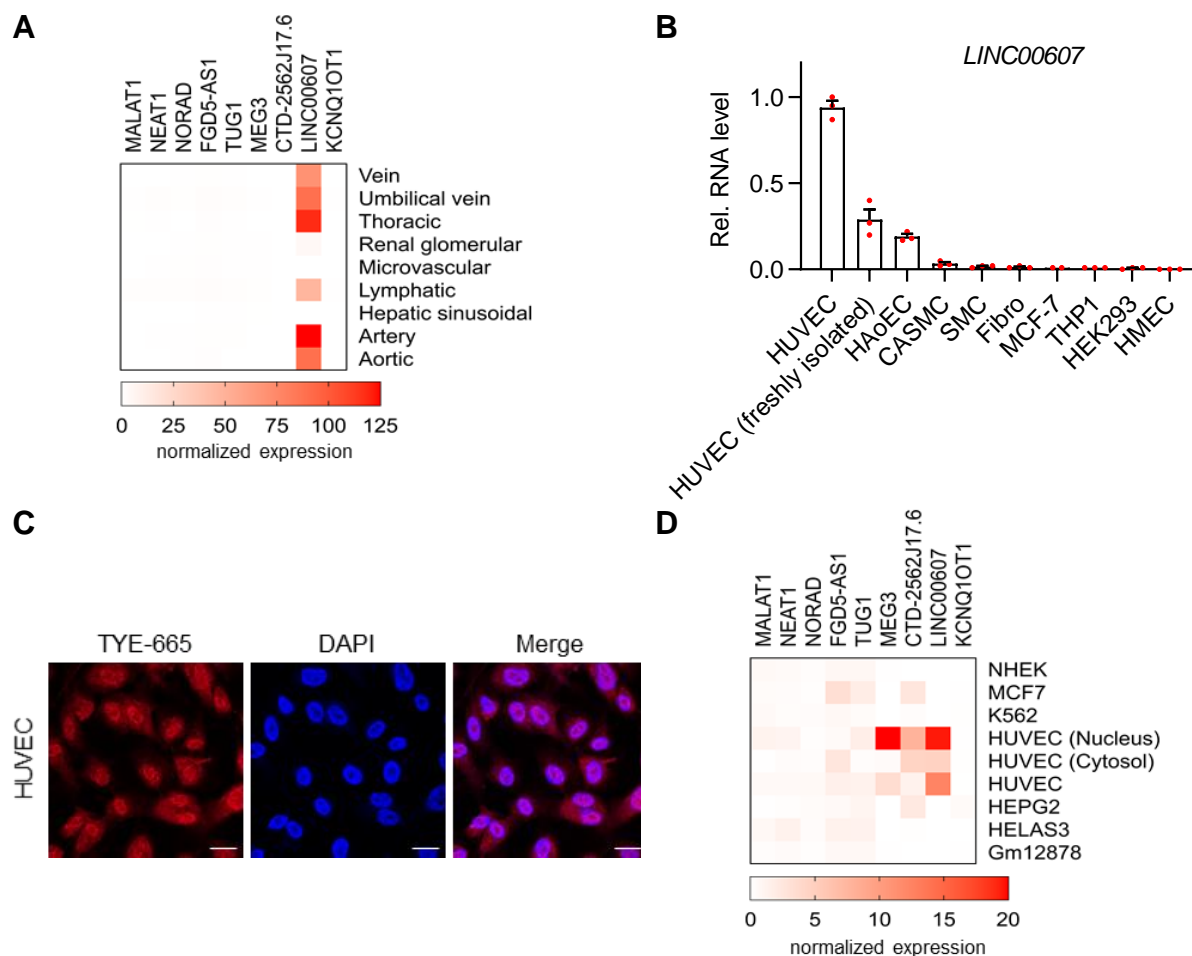 A
MALAT1
NEAT1
NORAD
FGD5-AS1
TUG1
MEG3
CTD-2562J17.6
LINC00607
KCNQ1OT1
Vein
Umbilical vein
Thoracic
Renal glomerular
Microvascular
Lymphatic
Hepatic sinusoidal
Artery
Aortic
0 25 50 75 100 125
normalized expression
B
LINC00607
Rel. RNA level
1.0
0.5
0.0
HUVEC
HUVEC (freshly isolated)
HAoEC
CASMC
SMC
Fibro
MCF-7
THP1
HEK293
HMEC
C
TYE-665 DAPI Merge
HUVEC
D
MALAT1
NEAT1
NORAD
FGD5-AS1
TUG1
MEG3
CTD-2562J17.6
LINC00607
KCNQ1OT1
NHEK
MCF7
K562
HUVEC (Nucleus)
HUVEC (Cytosol)
HUVEC
HEPG2
HELAS3
Gm12878
0 5 10 15 20
normalized expression